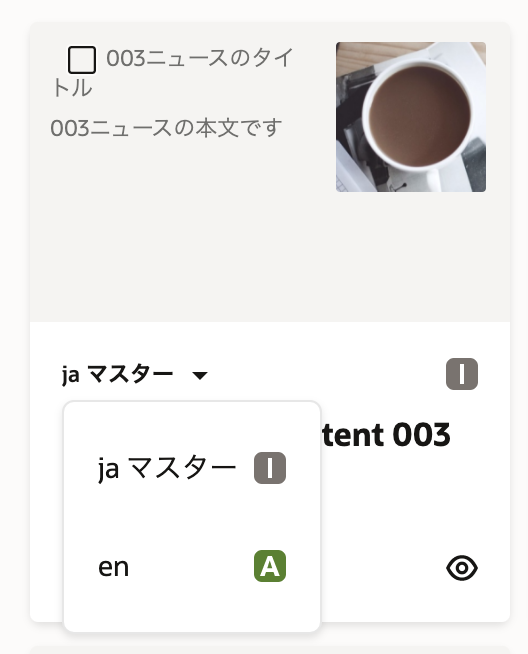 003ニュースのタイ
トル
003ニュースの本文です
ja マスター
I
tent 003
ja マスター I
en A